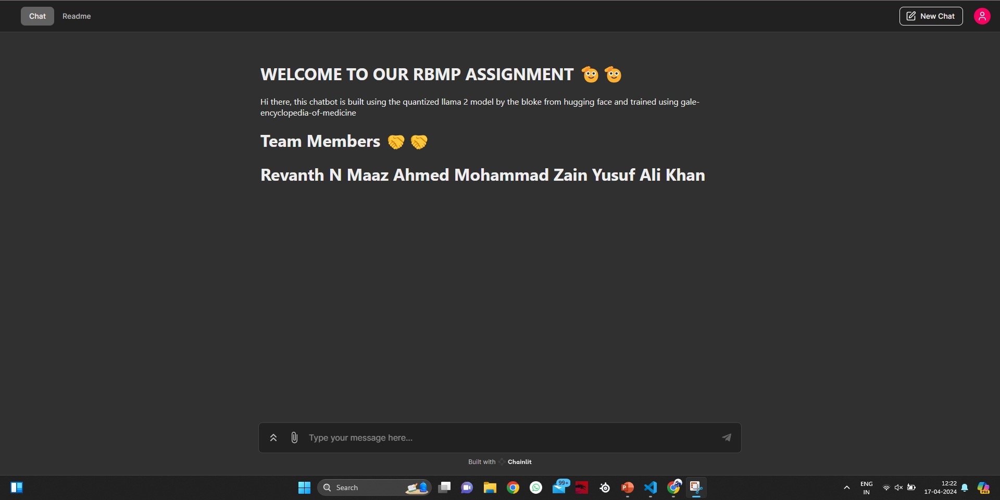 Chat
Readme
New Chat
WELCOME TO OUR RBMP ASSIGNMENT
Hi there, this chatbot is built using the quantized llama 2 model by the bloke from hugging face and trained using gale-
encyclopedia-of-medicine
Team Members
Revanth N Maaz Ahmed Mohammad Zain Yusuf Ali Khan
Type your message here...
Built with Chainlit
Search
99+
P
ENG
IN
12:22
17-04-2024
PRE